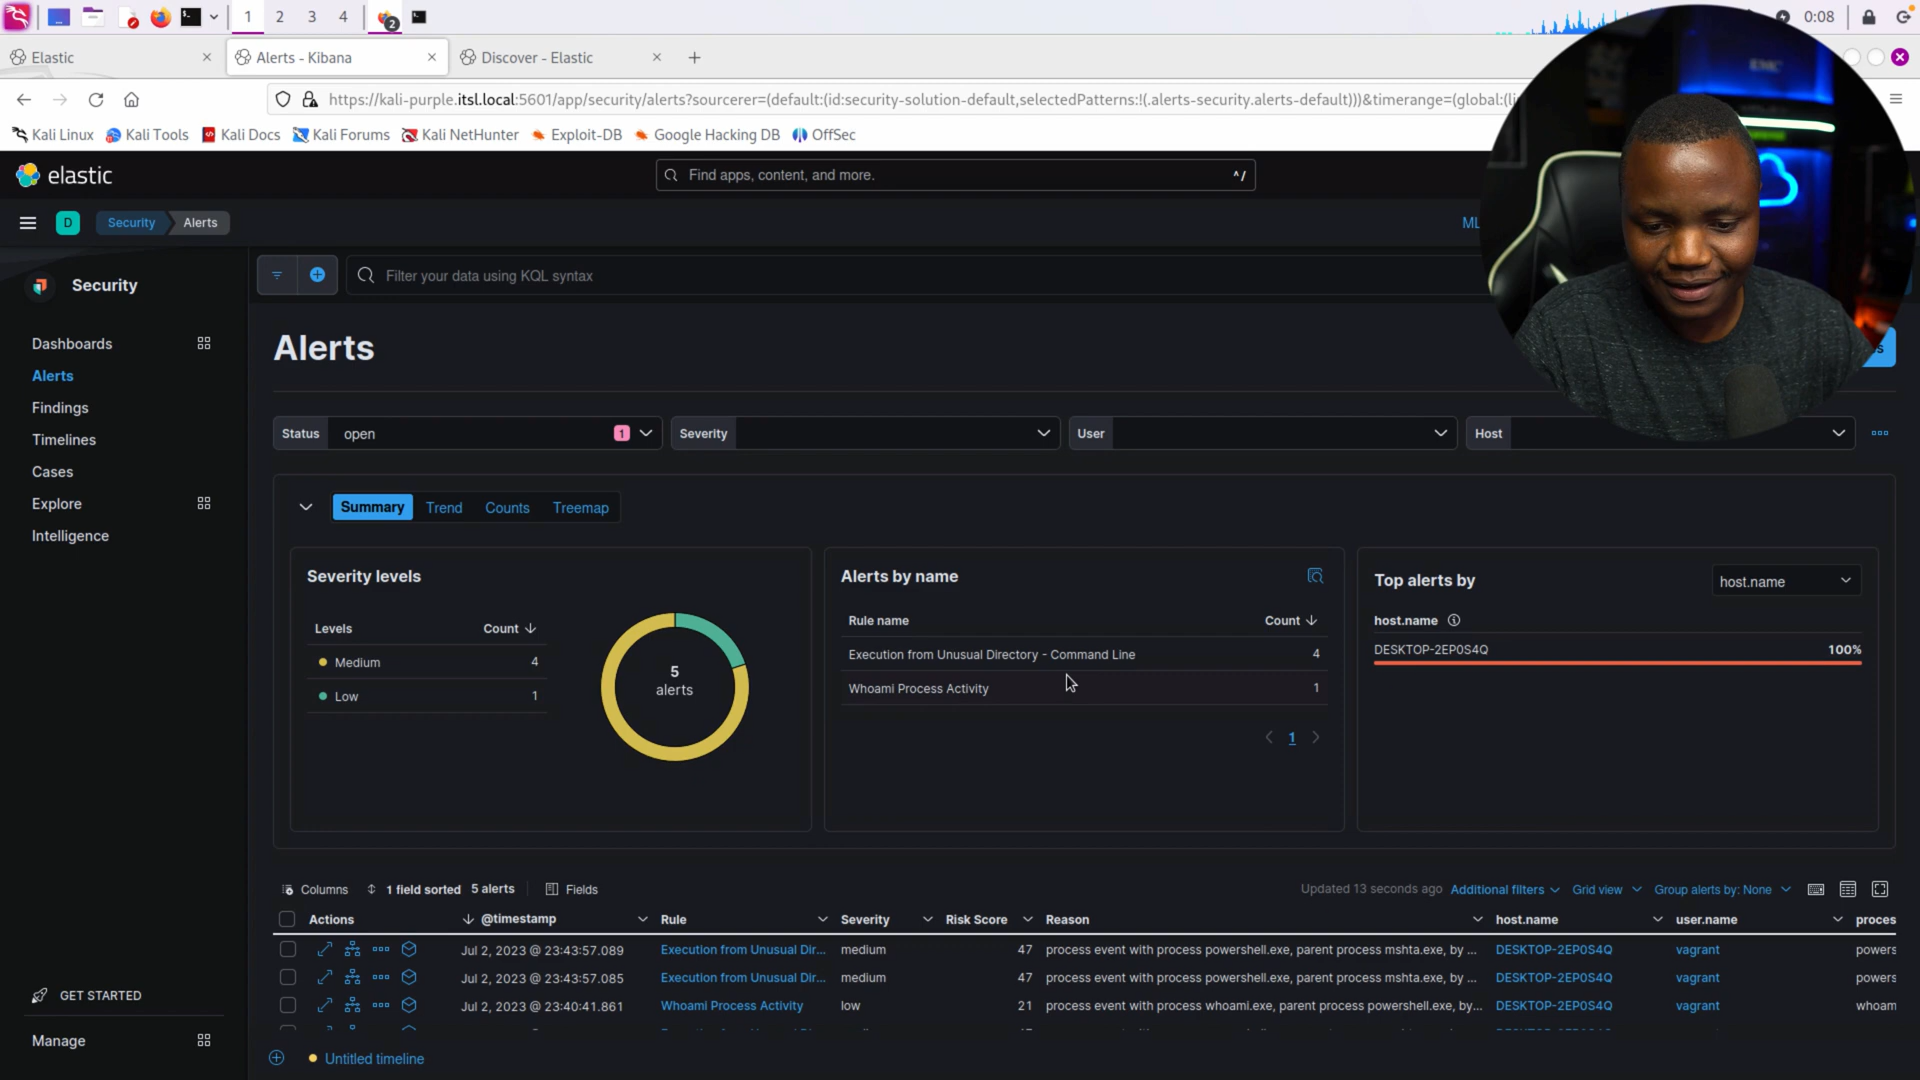 1 2 3 4 2 0:08
Elastic
Alerts - Kibana
Discover - Elastic
https://kali-purple.itsl.local:5601/app/security/alerts?sourcerer=(default:(id:security-solution-default,selectedPatterns:!(.alerts-security.alerts-default)))&timerange=(global:(li
Kali Linux Kali Tools Kali Docs Kali Forums Kali NetHunter Exploit-DB Google Hacking DB OffSec
elastic
Find apps, content, and more. ^/
D Security Alerts ML
Security
Filter your data using KQL syntax
Dashboards
Alerts
Findings
Timelines
Cases
Explore
Intelligence
GET STARTED
Manage
Alerts
Status open 1 Severity User Host
Summary Trend Counts Treemap
Severity levels
Levels Count
Medium 4
Low 1
5
alerts
Alerts by name
Rule name Count
Execution from Unusual Directory - Command Line 4
Whoami Process Activity 1
1
Top alerts by host.name
host.name
DESKTOP-2EP0S4Q 100%
Columns 1 field sorted 5 alerts Fields Updated 13 seconds ago Additional filters Grid view Group alerts by: None
Actions @timestamp Rule Severity Risk Score Reason host.name user.name proces
Jul 2, 2023 @ 23:43:57.089 Execution from Unusual Dir... medium 47 process event with process powershell.exe, parent process mshta.exe, by ... DESKTOP-2EP0S4Q vagrant powers
Jul 2, 2023 @ 23:43:57.085 Execution from Unusual Dir... medium 47 process event with process powershell.exe, parent process mshta.exe, by ... DESKTOP-2EP0S4Q vagrant powers
Jul 2, 2023 @ 23:40:41.861 Whoami Process Activity low 21 process event with process whoami.exe, parent process powershell.exe, by... DESKTOP-2EP0S4Q vagrant whoam
Untitled timeline